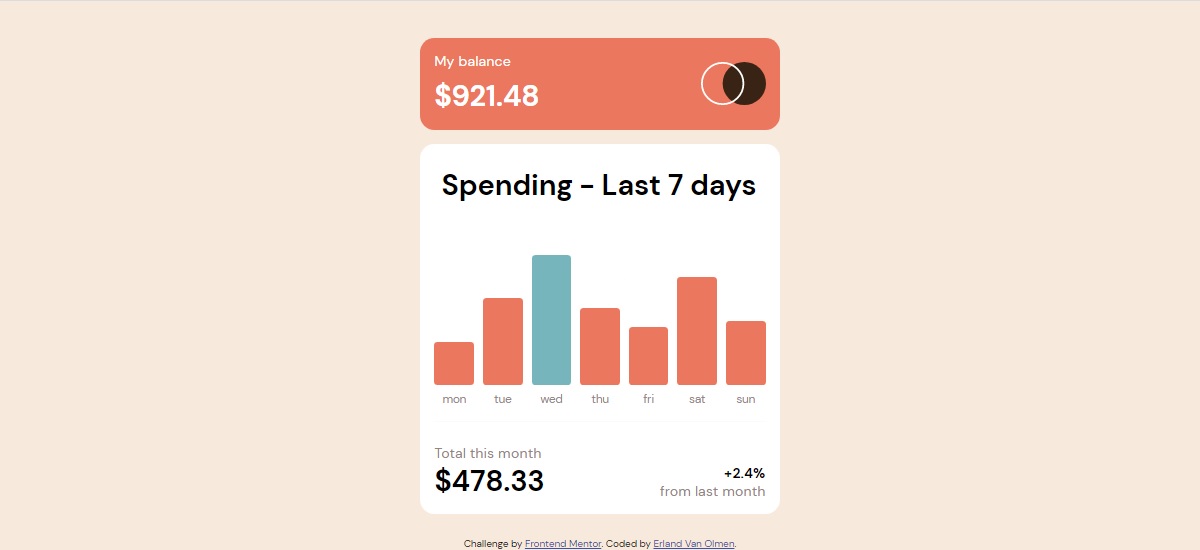 My balance
$921.48
Spending - Last 7 days
mon tue wed thu fri sat sun
Total this month
$478.33
+2.4%
from last month
Challenge by Frontend Mentor. Coded by Erland Van Olmen.